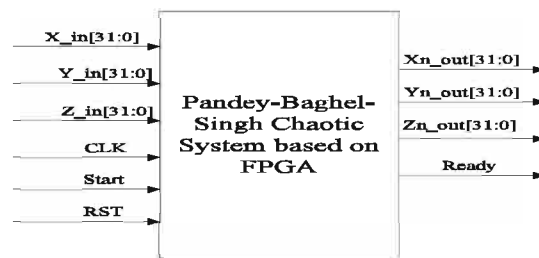 X_in[31:0]
Y_in[31:0]
Z_in[31:0]
CLK
Start
RST
Pandey-Baghel-
Singh Chaotic
System based on
FPGA
Xn_out[31:0]
Yn_out[31:0]
Zn_out[31:0]
Ready